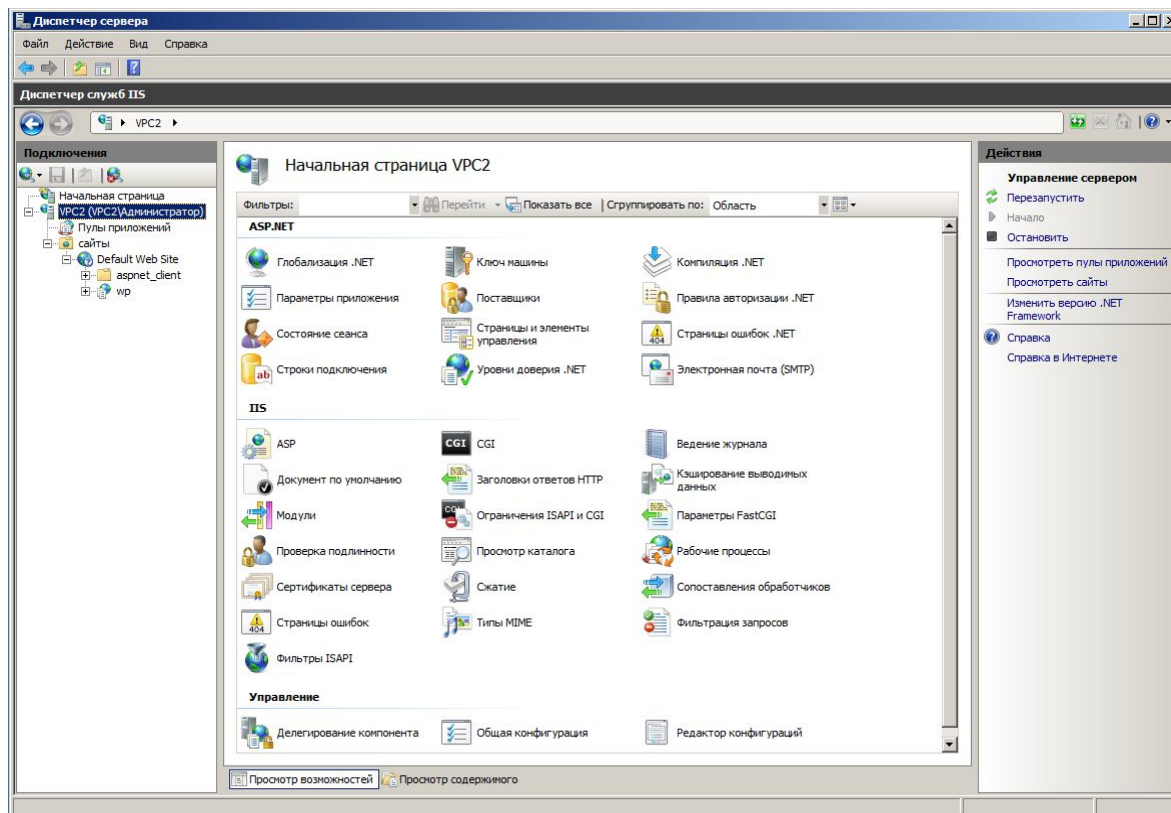 Диспетчер сервера
Файл Действие Вид Справка
Диспетчер служб IIS
VPC2
Подключения
Начальная страница
VPC2 (VPC2\Администратор)
Пулы приложений
сайты
Default Web Site
aspnet_client
wp
Начальная страница VPC2
Фильтры: Перейти Показать все Сгруппировать по: Область
ASP.NET
Глобализация .NET Ключ машины Компиляция .NET
Параметры приложения Поставщики Правила авторизации .NET
Состояние сеанса Страницы и элементы управления Страницы ошибок .NET
Строки подключения Уровни доверия .NET Электронная почта (SMTP)
IIS
ASP CGI CGI Ведение журнала
Документ по умолчанию Заголовки ответов HTTP Кэширование выводимых данных
Модули Ограничения ISAPI и CGI Параметры FastCGI
Проверка подлинности Просмотр каталога Рабочие процессы
Сертификаты сервера Сжатие Сопоставления обработчиков
404 Страницы ошибок Типы MIME Фильтрация запросов
Фильтры ISAPI
Управление
Делегирование компонента Общая конфигурация Редактор конфигураций
Просмотр возможностей Просмотр содержимого
Действия
Управление сервером
Перезапустить
Начало
Остановить
Просмотреть пулы приложений
Просмотреть сайты
Изменить версию .NET
Framework
Справка
Справка в Интернете